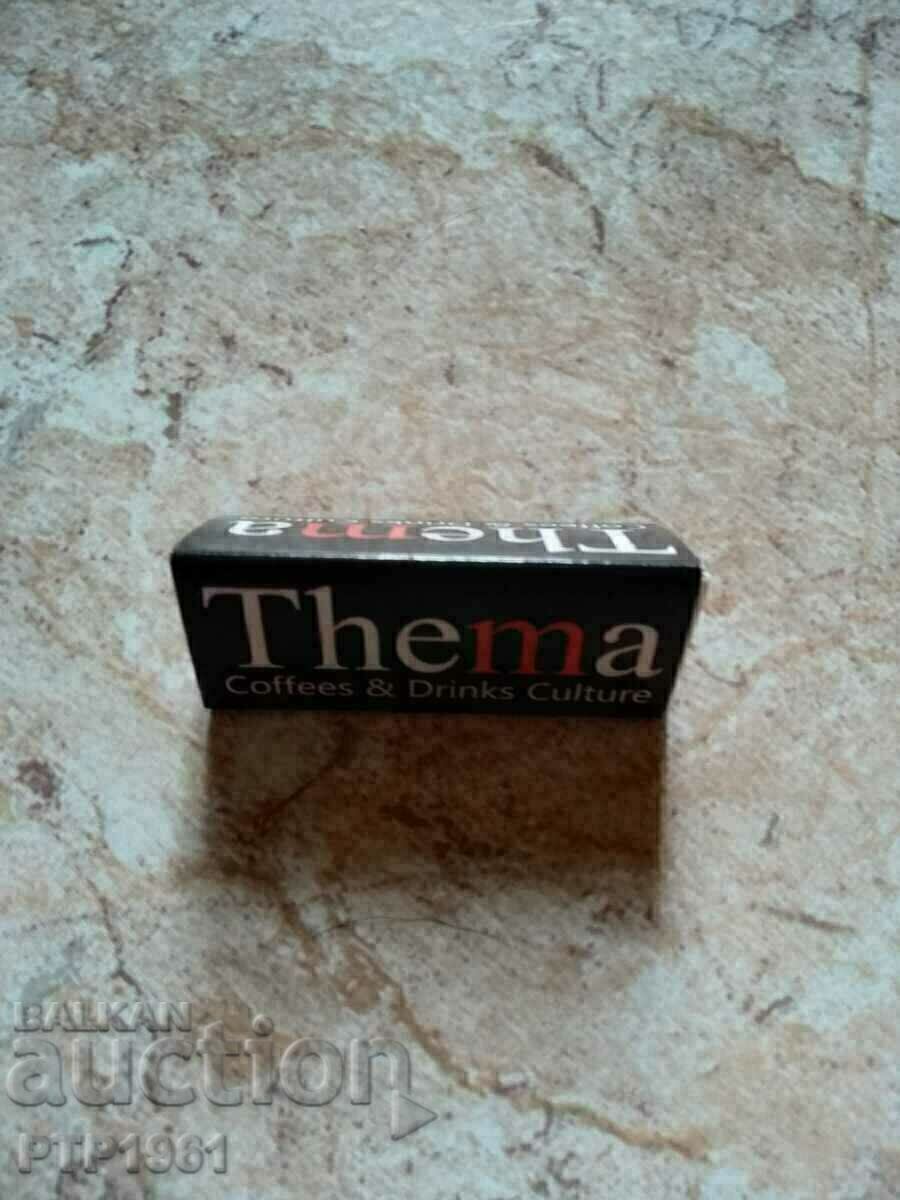 Thema
Thema
Coffees & Drinks Culture
BALKAN
auction
PTP1961